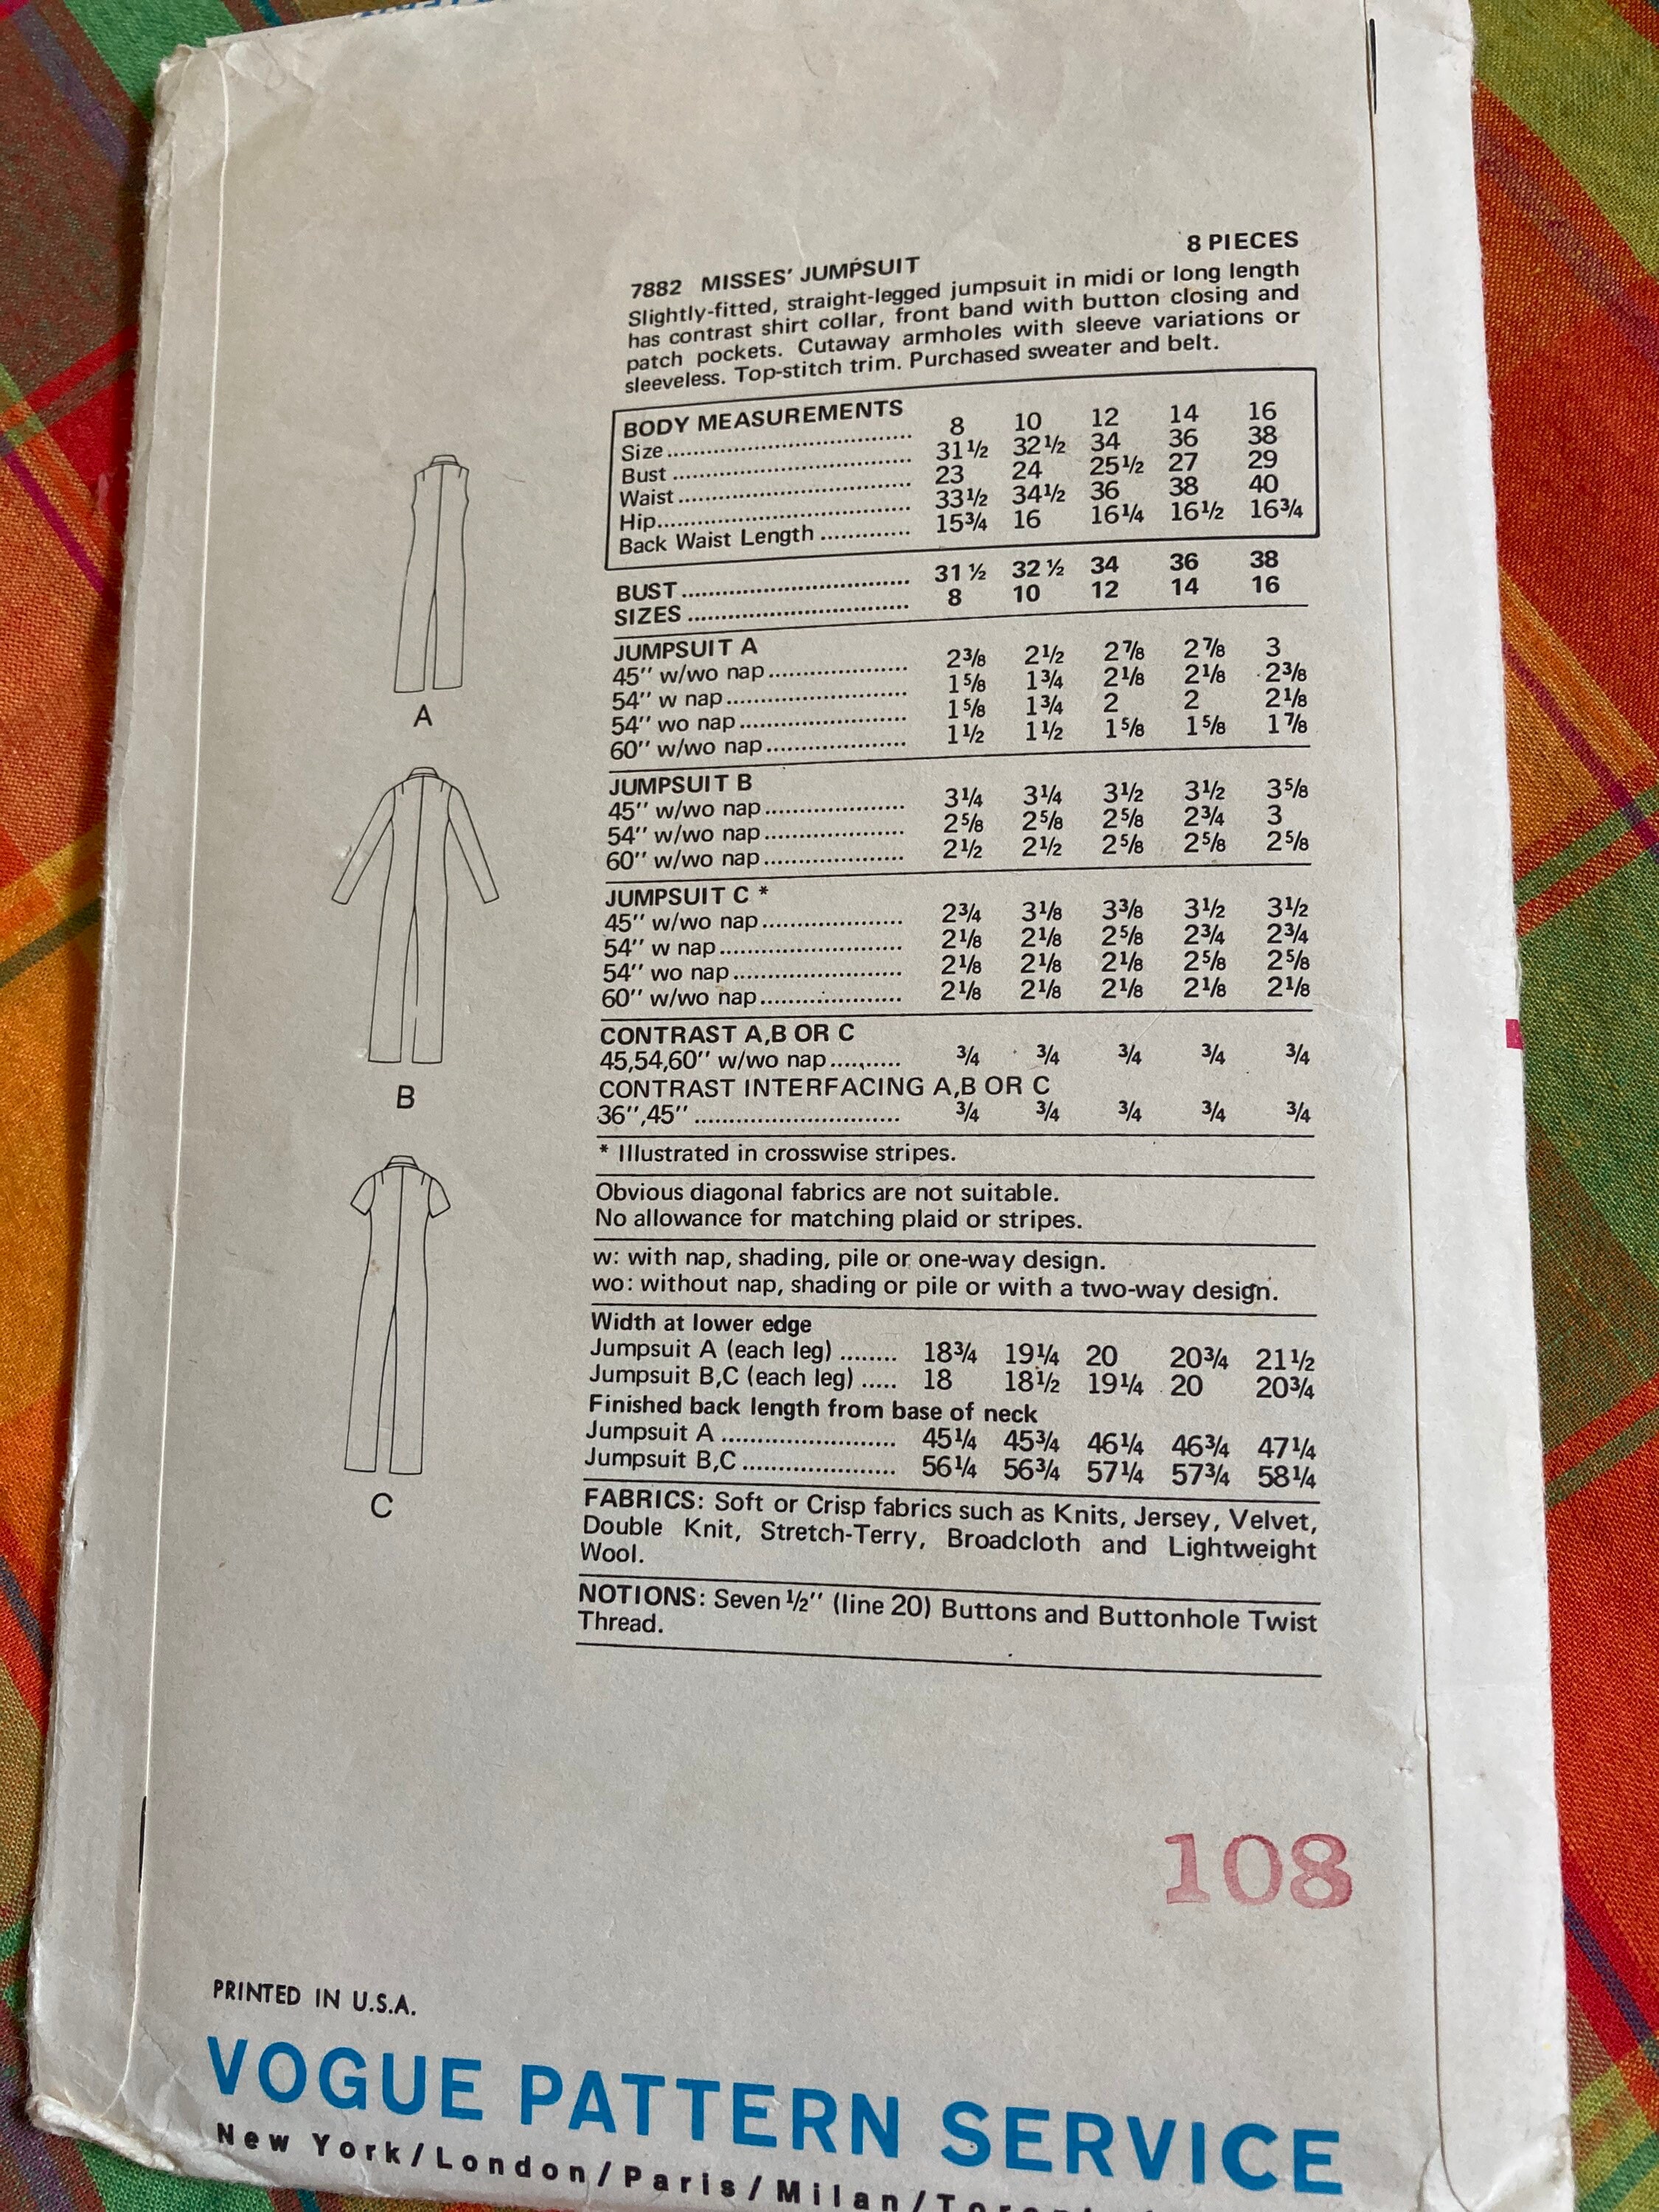 8 PIECES
7882 MISSES' JUMPSUIT
Slightly-fitted, straight-legged jumpsuit in midi or long length
has contrast shirt collar, front band with button closing and
patch pockets. Cutaway armholes with sleeve variations or
sleeveless. Top-stitch trim. Purchased sweater and belt.
BODY MEASUREMENTS
Size .......... 8 10 12 14 16
Bust .......... 31½ 32½ 34 36 38
Waist .......... 23 24 25½ 27 29
Hip.......... 33½ 34½ 36 38 40
Back Waist Length .......... 15¾ 16 16¼ 16½ 16¾
BUST .......... 31 ½ 32 ½ 34 36 38
SIZES .......... 8 10 12 14 16
JUMPSUIT A
45" w/wo nap .......... 2⅜ 2½ 2⅞ 2⅞ 3
54" w nap .......... 1⅝ 1¾ 2⅛ 2⅛ 2⅜
54" wo nap .......... 1⅝ 1¾ 2 2 2⅛
60" w/wo nap .......... 1½ 1½ 1⅝ 1⅝ 1⅞
JUMPSUIT B
45" w/wo nap .......... 3¼ 3¼ 3½ 3½ 3⅝
54" w/wo nap .......... 2⅝ 2⅝ 2⅝ 2¾ 3
60" w/wo nap .......... 2½ 2½ 2⅝ 2⅝ 2⅝
JUMPSUIT C *
45" w/wo nap .......... 2¾ 3⅛ 3⅜ 3½ 3½
54" w nap .......... 2⅛ 2⅛ 2⅝ 2¾ 2¾
54" wo nap .......... 2⅛ 2⅛ 2⅛ 2⅝ 2⅝
60" w/wo nap .......... 2⅛ 2⅛ 2⅛ 2⅛ 2⅛
CONTRAST A,B OR C
45,54,60" w/wo nap .......... ¾ ¾ ¾ ¾ ¾
CONTRAST INTERFACING A,B OR C
36",45" .......... ¾ ¾ ¾ ¾ ¾
* Illustrated in crosswise stripes.
Obvious diagonal fabrics are not suitable.
No allowance for matching plaid or stripes.
w: with nap, shading, pile or one-way design.
wo: without nap, shading or pile or with a two-way design.
Width at lower edge
Jumpsuit A (each leg) ........ 18¾ 19¼ 20 20¾ 21½
Jumpsuit B,C (each leg) ..... 18 18½ 19¼ 20 20¾
Finished back length from base of neck
Jumpsuit A .......... 45¼ 45¾ 46¼ 46¾ 47¼
Jumpsuit B,C .......... 56¼ 56¾ 57¼ 57¾ 58¼
FABRICS: Soft or Crisp fabrics such as Knits, Jersey, Velvet,
Double Knit, Stretch-Terry, Broadcloth and Lightweight
Wool.
NOTIONS: Seven ½" (line 20) Buttons and Buttonhole Twist
Thread.
A
B
C
108
PRINTED IN U.S.A.
VOGUE PATTERN SERVICE
New York/London/Paris/Milan/